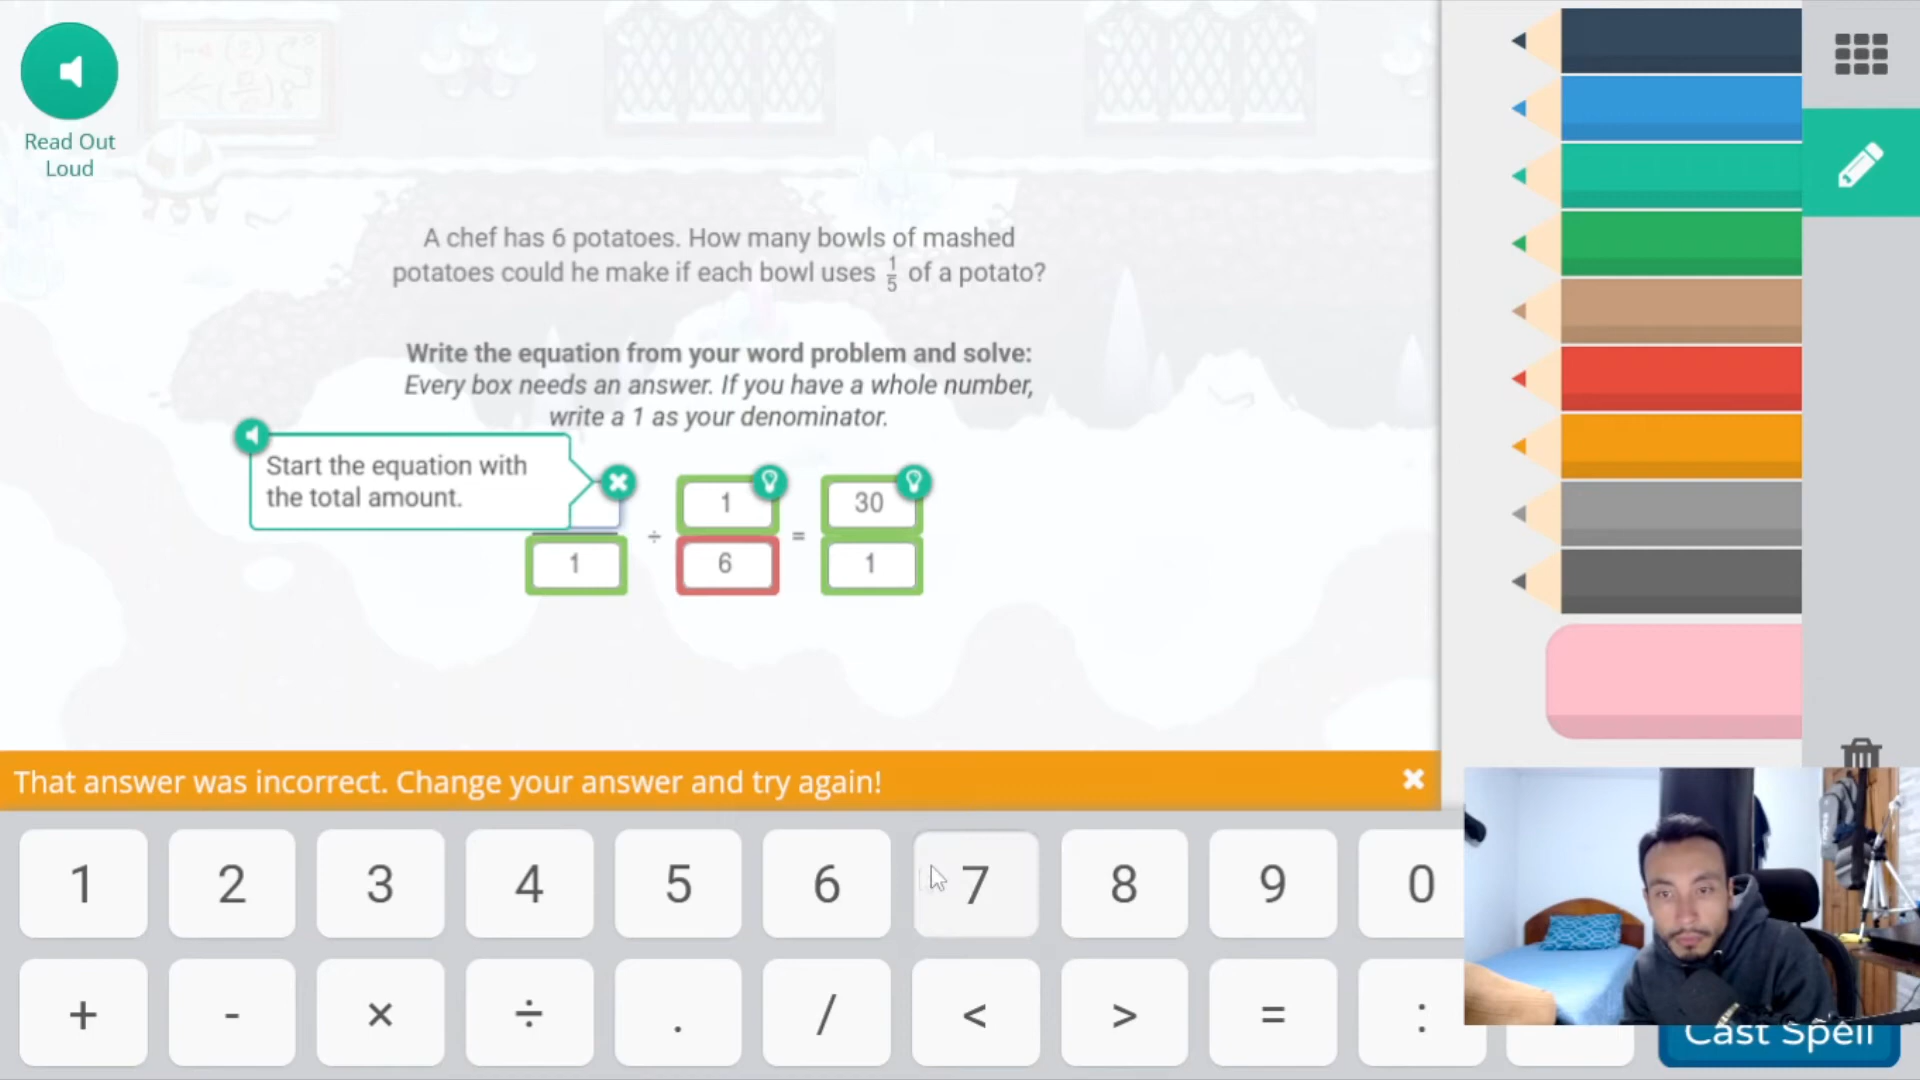 Read Out
Loud
A chef has 6 potatoes. How many bowls of mashed
potatoes could he make if each bowl uses 1/5 of a potato?
Write the equation from your word problem and solve:
Every box needs an answer. If you have a whole number,
write a 1 as your denominator.
Start the equation with
the total amount.
1 30
÷ =
1 6 1
That answer was incorrect. Change your answer and try again!
1 2 3 4 5 6 7 8 9 0
+ - × ÷ . / < > = :
Cast Spell